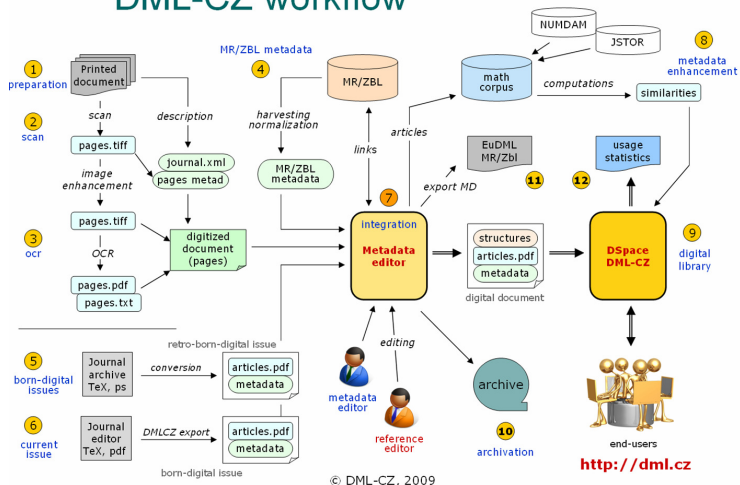 DML-CZ workflow
1
preparation
Printed
document
scan
description
2
scan
pages.tiff
journal.xml
pages metad
image
enhancement
pages.tiff
3
ocr
OCR
pages.pdf
pages.txt
digitized
document
(pages)
MR/ZBL metadata
4
MR/ZBL
harvesting
normalization
MR/ZBL
metadata
links
articles
NUMDAM
JSTOR
math
corpus
computations
8
metadata
enhancement
similarities
EuDML
MR/Zbl
export MD
11
12
usage
statistics
7
integration
Metadata
editor
structures
articles.pdf
metadata
digital document
DSpace
DML-CZ
9
digital
library
retro-born-digital issue
5
born-digital
issues
Journal
archive
TeX, ps
conversion
articles.pdf
metadata
6
current
issue
Journal
editor
TeX, pdf
DMLCZ export
articles.pdf
metadata
born-digital issue
editing
metadata
editor
reference
editor
archive
10
archivation
end-users
http://dml.cz
© DML-CZ, 2009